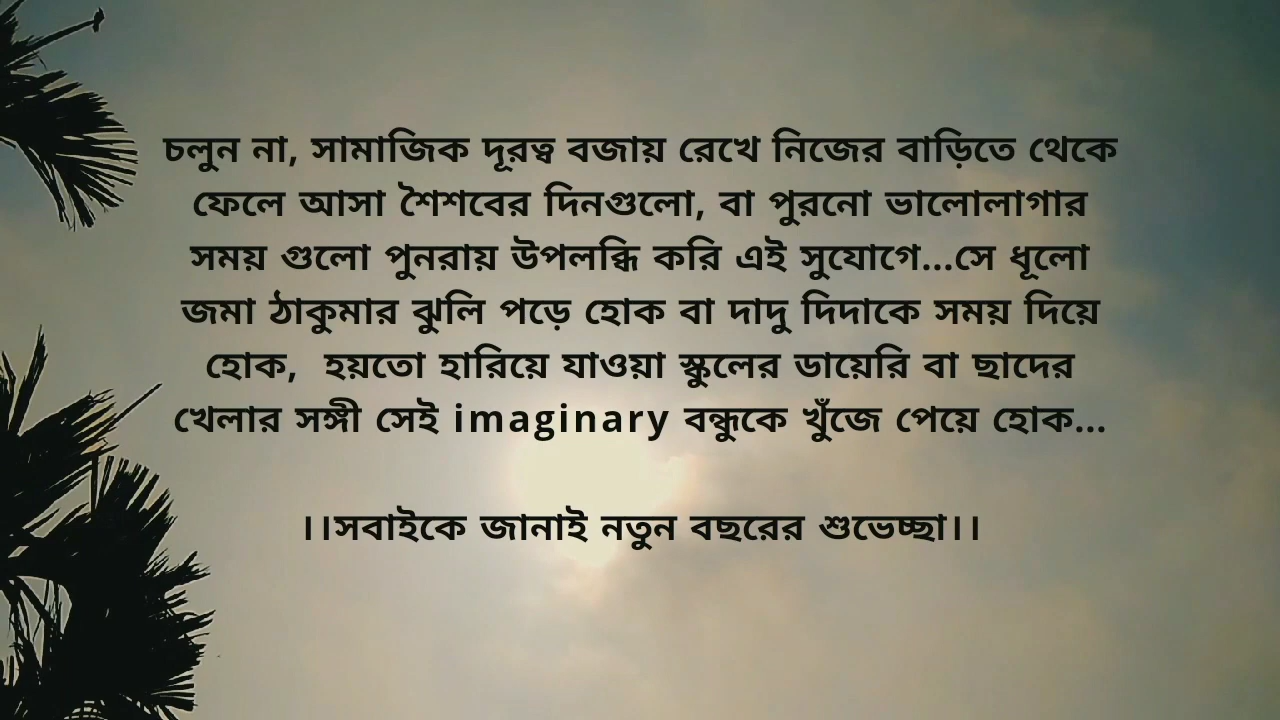 চলুন না, সামাজিক দূরত্ব বজায় রেখে নিজের বাড়িতে থেকে
ফেলে আসা শৈশবের দিনগুলো, বা পুরনো ভালোলাগার
সময় গুলো পুনরায় উপলব্ধি করি এই সুযোগে...সে ধূলো
জমা ঠাকুমার ঝুলি পড়ে হোক বা দাদু দিদাকে সময় দিয়ে
হোক,  হয়তো হারিয়ে যাওয়া স্কুলের ডায়েরি বা ছাদের
খেলার সঙ্গী সেই imaginary বন্ধুকে খুঁজে পেয়ে হোক...
।।সবাইকে জানাই নতুন বছরের শুভেচ্ছা।।